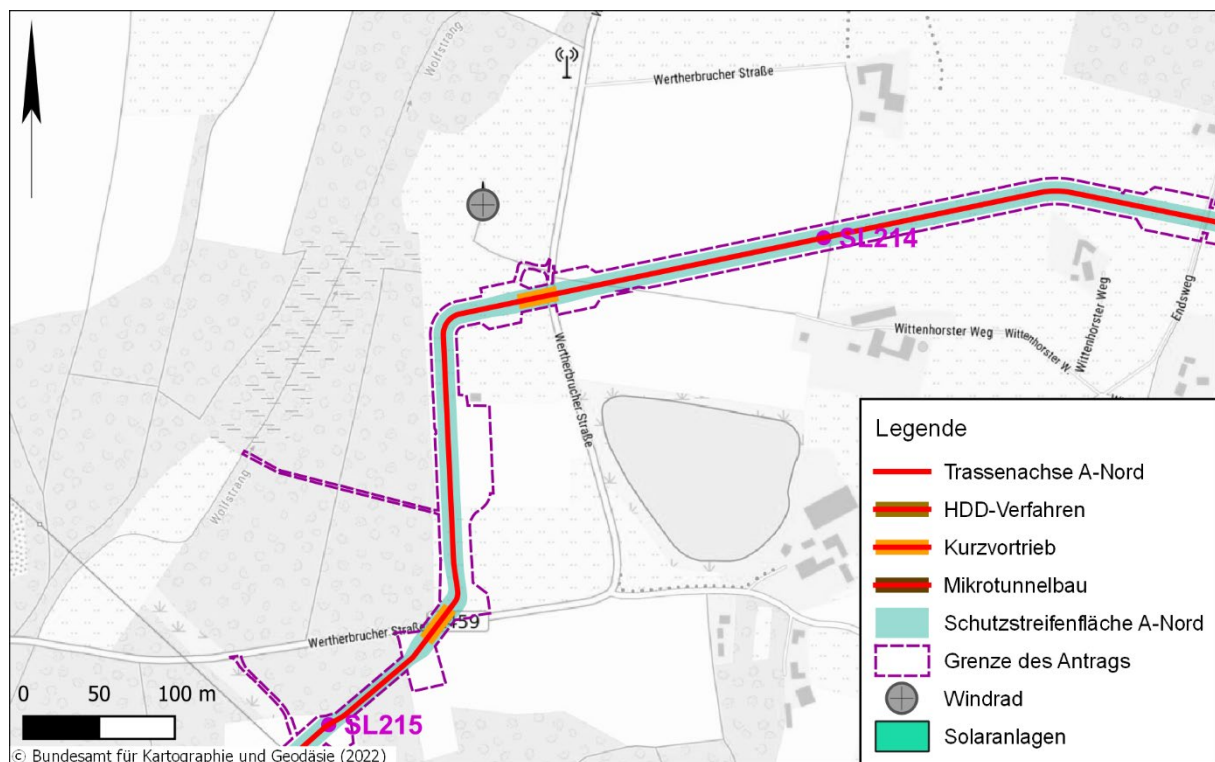 Wolfstrang
Wertherbrucher Straße
SL214
Wittenhorster Weg
Wittenhorster W.
Wittenhorster Weg
Endsweg
Wertherbrucher Straße
Wolfstrang
459
Wertherbrucher Straße
SL215
0 50 100 m
© Bundesamt für Kartographie und Geodäsie (2022)
Legende
Trassenachse A-Nord
HDD-Verfahren
Kurzvortrieb
Mikrotunnelbau
Schutzstreifenfläche A-Nord
Grenze des Antrags
Windrad
Solaranlagen